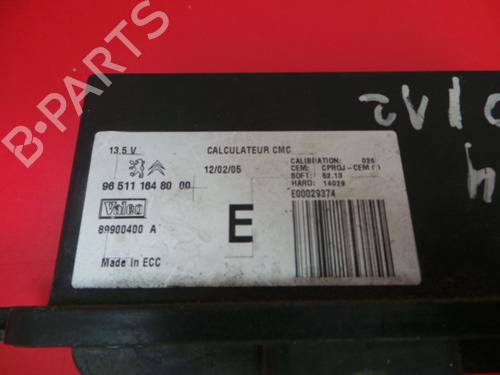 13.5 V
CALCULATEUR CMC
12/02/05
96 511 164 80 00
Valeo
89900400 A
Made in ECC
E
CALIBRATION: 026
CEM: CPROJ-CEM
SOFT: 52.13
HARD: 14029
E00029374
B-PARTS